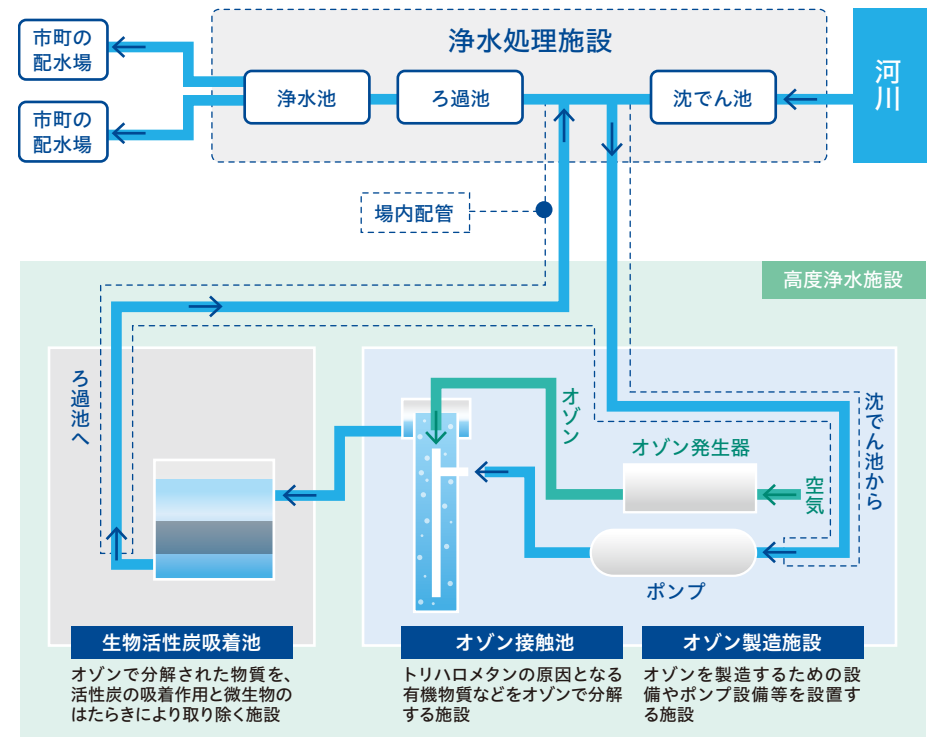 浄水処理施設
市町の
配水場
浄水池
ろ過池
沈でん池
河川
市町の
配水場
場内配管
高度浄水施設
ろ過池へ
オゾン
沈でん池から
オゾン発生器
空気
ポンプ
生物活性炭吸着池
オゾンで分解された物質を、
活性炭の吸着作用と微生物の
はたらきにより取り除く施設
オゾン接触池
トリハロメタンの原因となる
有機物質などをオゾンで分解
する施設
オゾン製造施設
オゾンを製造するための設
備やポンプ設備等を設置す
る施設